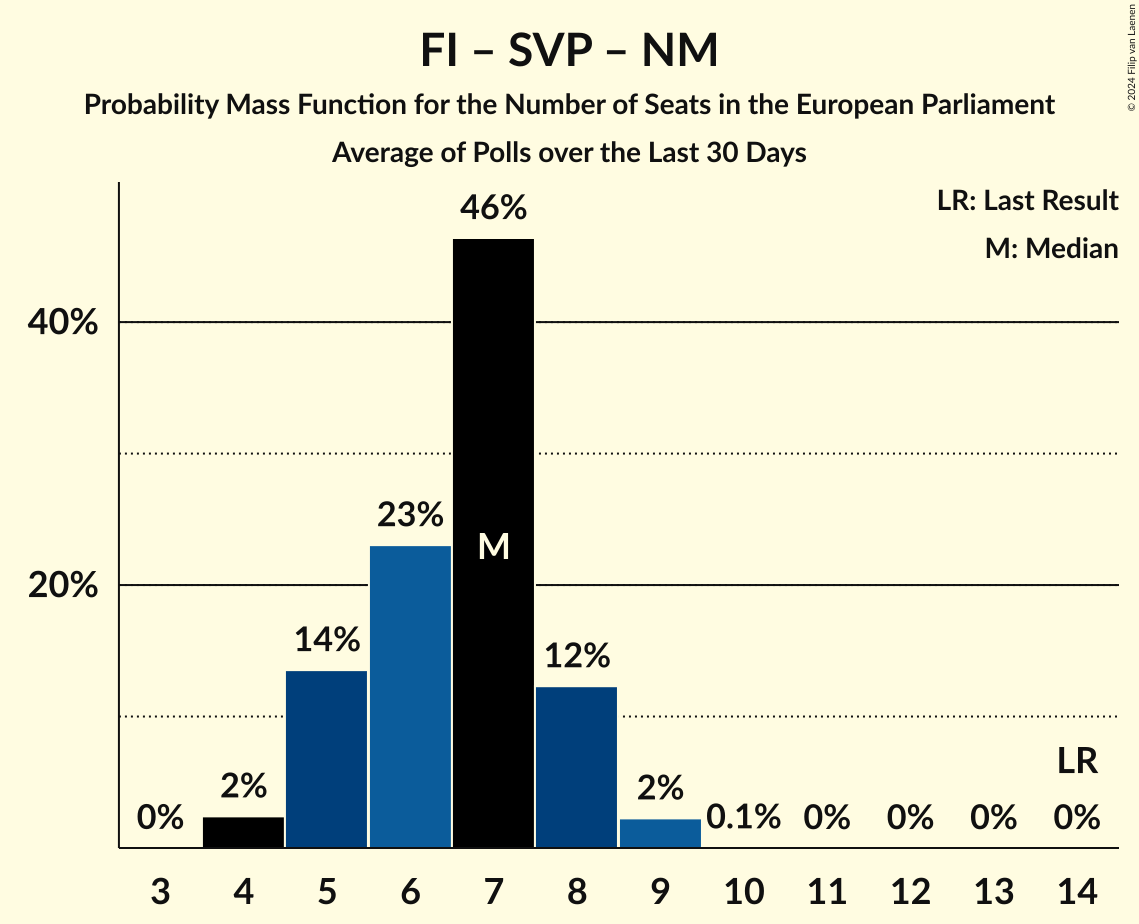 FI – SVP – NM
Probability Mass Function for the Number of Seats in the European Parliament
Average of Polls over the Last 30 Days
© 2024 Filip van Laenen
LR: Last Result
M: Median
46%
40%
23%
M
20%
14%
12%
LR
0%
2%
2%
0.1%
0%
0%
0%
0%
3 4 5 6 7 8 9 10 11 12 13 14